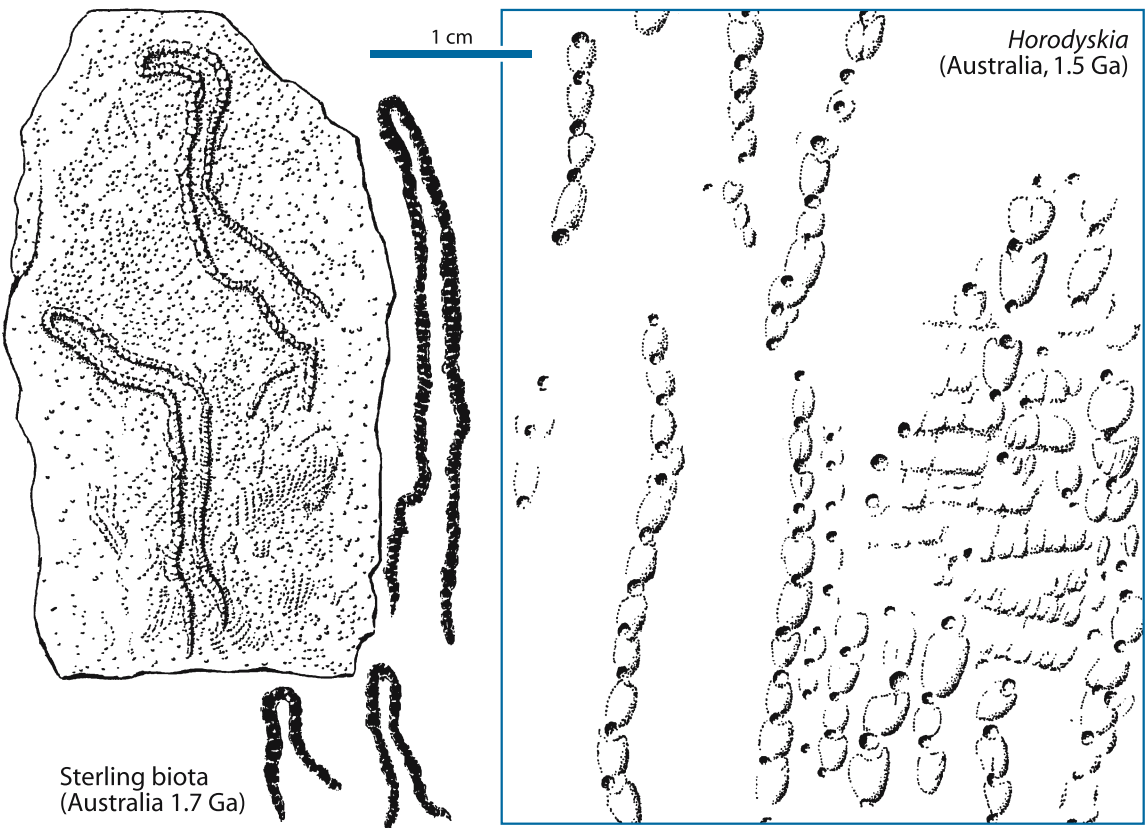 1 cm
Horodyskia
(Australia, 1.5 Ga)
Sterling biota
(Australia 1.7 Ga)